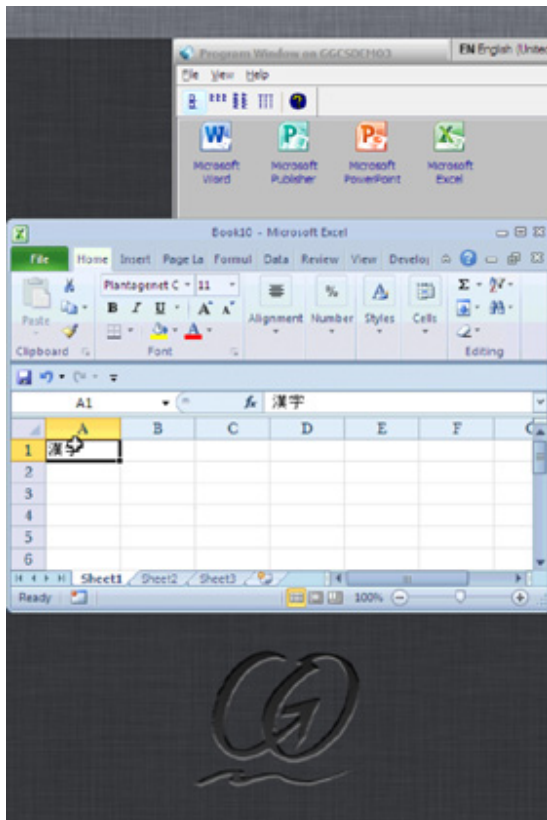 Program Window on GGCSDEMO3
EN English (Unite
File View Help
Microsoft Word
Microsoft Publisher
Microsoft PowerPoint
Microsoft Excel
Book10 - Microsoft Excel
File Home Insert Page La Formul Data Review View Develo
Plantagenet C 11
Paste
B I U A A
Alignment Number Styles Cells
Clipboard Font Editing
A1 fx 漢字
A B C D E F G
1 漢字
2
3
4
5
6
Sheet1 Sheet2 Sheet3
Ready 100%